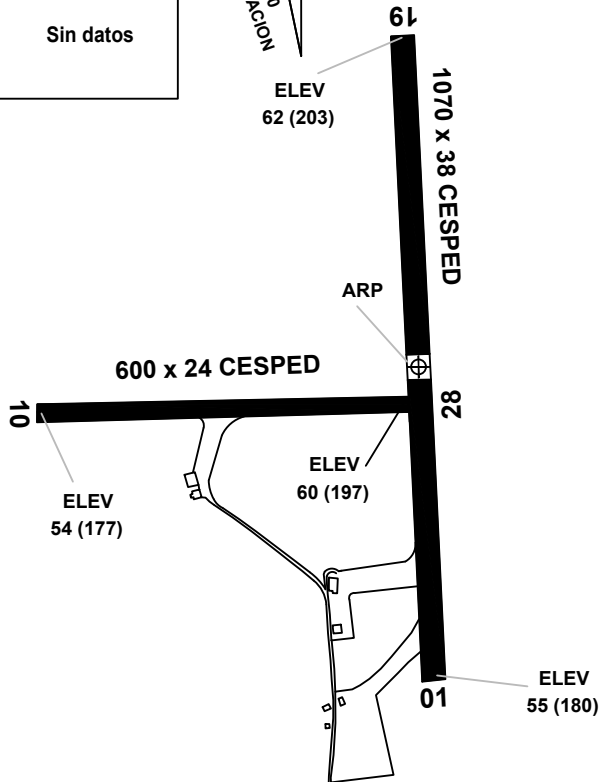 Sin datos
19
ELEV
62 (203)
1070 x 38 CESPED
ARP
600 x 24 CESPED
10
28
ELEV
60 (197)
ELEV
54 (177)
01
ELEV
55 (180)